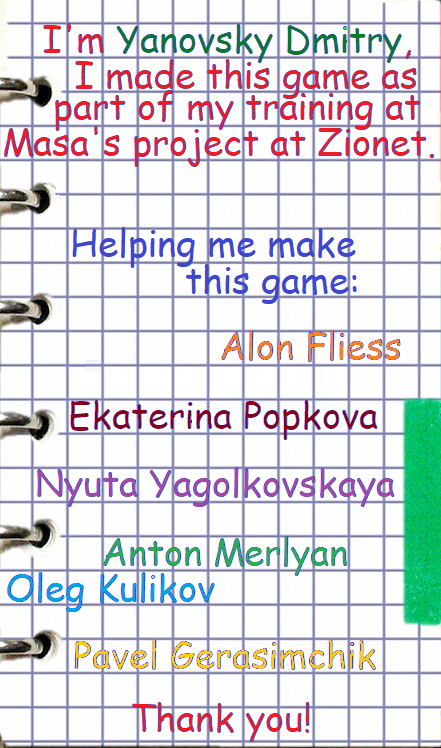 I'm Yanovsky Dmitry,
I made this game as
part of my training at
Masa's project at Zionet.
Helping me make
this game:
Alon Fliess
Ekaterina Popkova
Nyuta Yagolkovskaya
Anton Merlyan
Oleg Kulikov
Pavel Gerasimchik
Thank you!